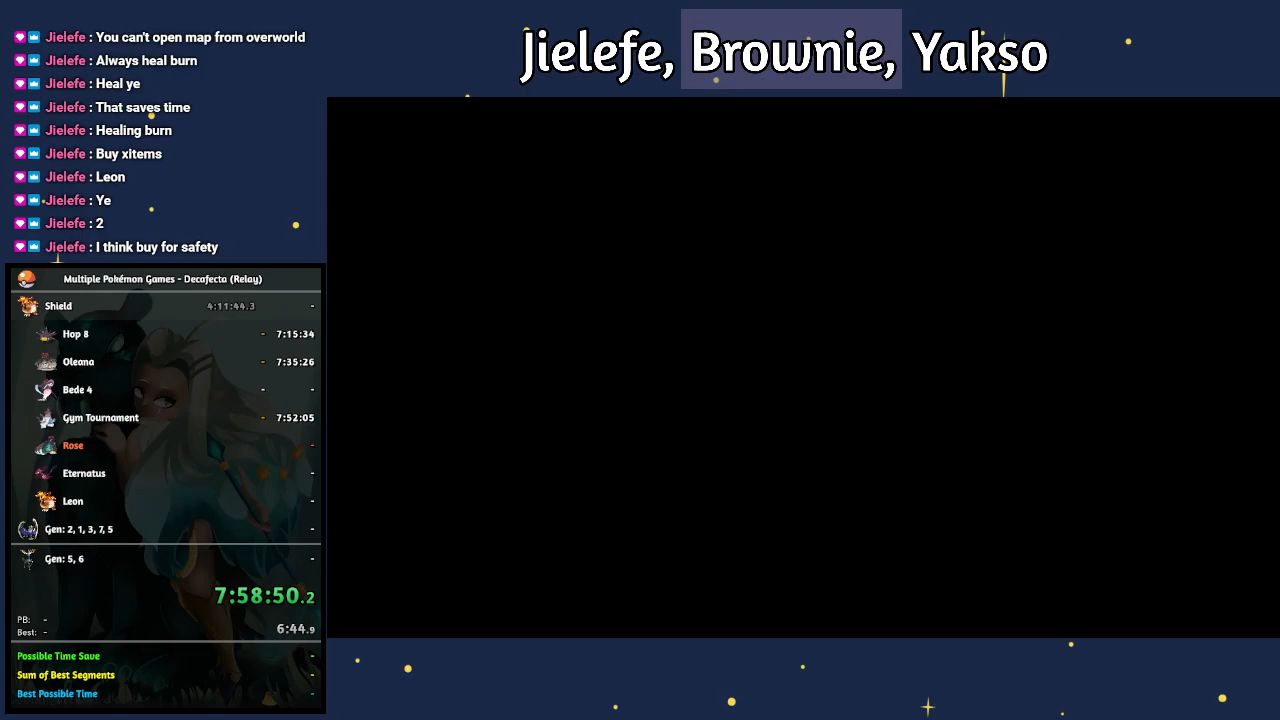 Jielefe, Brownie, Yakso
Jielefe : You can't open map from overworld
Jielefe : Always heal burn
Jielefe : Heal ye
Jielefe : That saves time
Jielefe : Healing burn
Jielefe : Buy xitems
Jielefe : Leon
Jielefe : Ye
Jielefe : 2
Jielefe : I think buy for safety
Multiple Pokémon Games - Decafecta (Relay)
Shield 4:11:44.3 -
Hop 8 - 7:15:34
Oleana - 7:35:26
Bede 4 - -
Gym Tournament - 7:52:05
Rose -
Eternatus -
Leon -
Gen: 2, 1, 3, 7, 5 -
Gen: 5, 6 -
7:58:50.2
PB: -
Best: -
6:44.9
Possible Time Save -
Sum of Best Segments -
Best Possible Time -